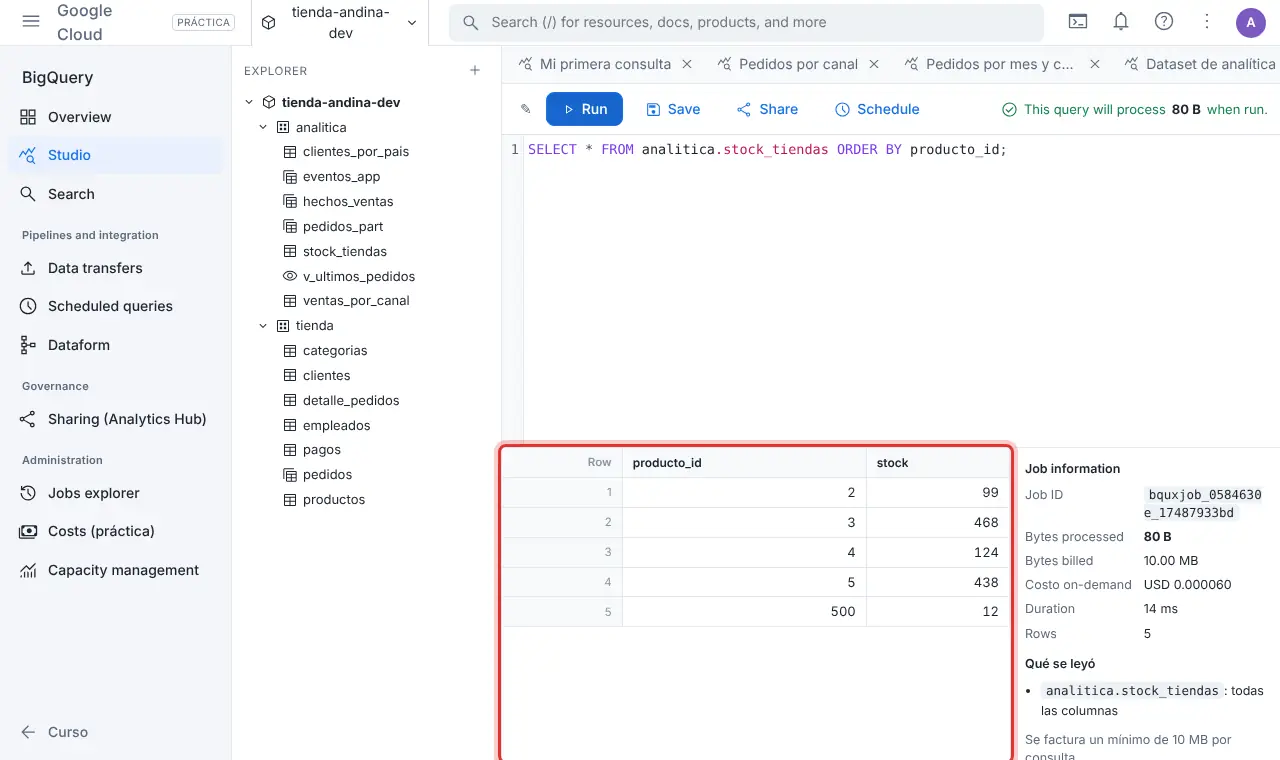 Google Cloud
PRÁCTICA
tienda-andina-dev
Search (/) for resources, docs, products, and more
A
BigQuery
Overview
Studio
Search
Pipelines and integration
Data transfers
Scheduled queries
Dataform
Governance
Sharing (Analytics Hub)
Administration
Jobs explorer
Costs (práctica)
Capacity management
Curso
EXPLORER
tienda-andina-dev
analitica
clientes_por_pais
eventos_app
hechos_ventas
pedidos_part
stock_tiendas
v_ultimos_pedidos
ventas_por_canal
tienda
categorias
clientes
detalle_pedidos
empleados
pagos
pedidos
productos
Mi primera consulta
Pedidos por canal
Pedidos por mes y c...
Dataset de analítica
Run
Save
Share
Schedule
This query will process 80 B when run.
1 SELECT * FROM analitica.stock_tiendas ORDER BY producto_id;
Row producto_id stock
1 2 99
2 3 468
3 4 124
4 5 438
5 500 12
Job information
Job ID bquxjob_0584630
e_17487933bd
Bytes processed 80 B
Bytes billed 10.00 MB
Costo on-demand USD 0.000060
Duration 14 ms
Rows 5
Qué se leyó
• analitica.stock_tiendas : todas
las columnas
Se factura un mínimo de 10 MB por
consulta